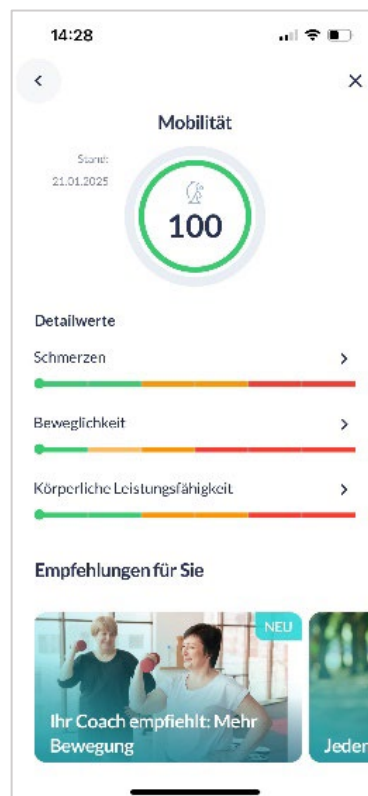 14:28
Mobilität
Stand:
21.01.2025
100
Detailwerte
Schmerzen
Beweglichkeit
Körperliche Leistungsfähigkeit
Empfehlungen für Sie
NEU
Ihr Coach empfiehlt: Mehr
Bewegung
Jeden